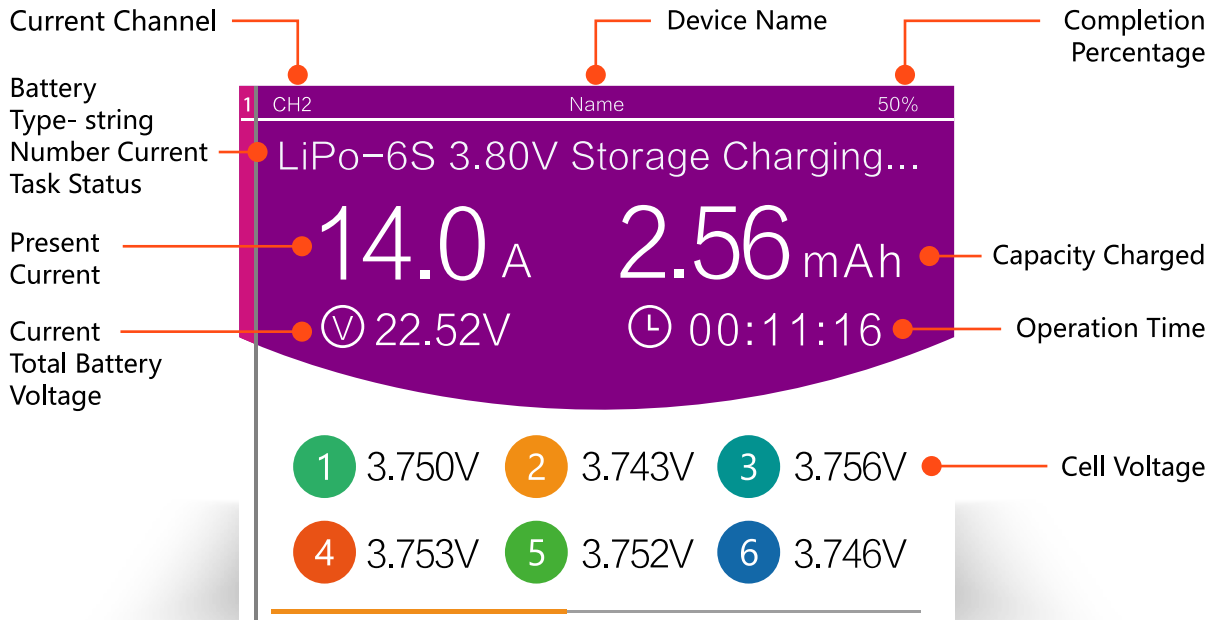 Current Channel
Device Name
Completion
Percentage
Battery
Type- string
Number Current
Task Status
1
CH2
Name
50%
LiPo-6S 3.80V Storage Charging...
Present
Current
14.0 A
2.56 mAh
Capacity Charged
Current
Total Battery
Voltage
V 22.52V
00:11:16
Operation Time
1 3.750V
2 3.743V
3 3.756V
Cell Voltage
4 3.753V
5 3.752V
6 3.746V